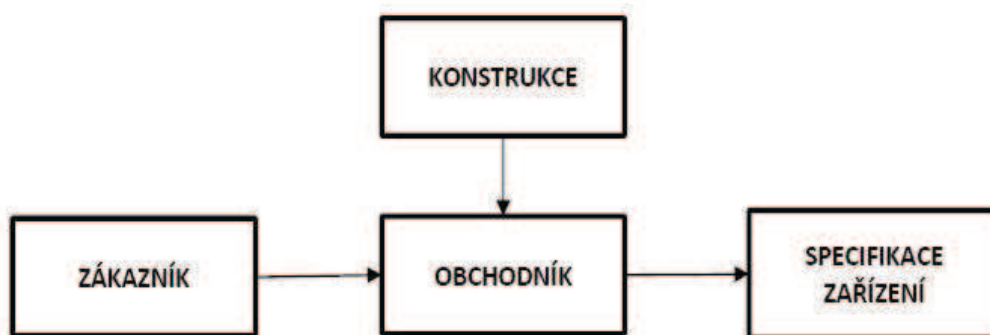 KONSTRUKCE
ZÁKAZNÍK
OBCHODNÍK
SPECIFIKACE
ZAŘÍZENÍ